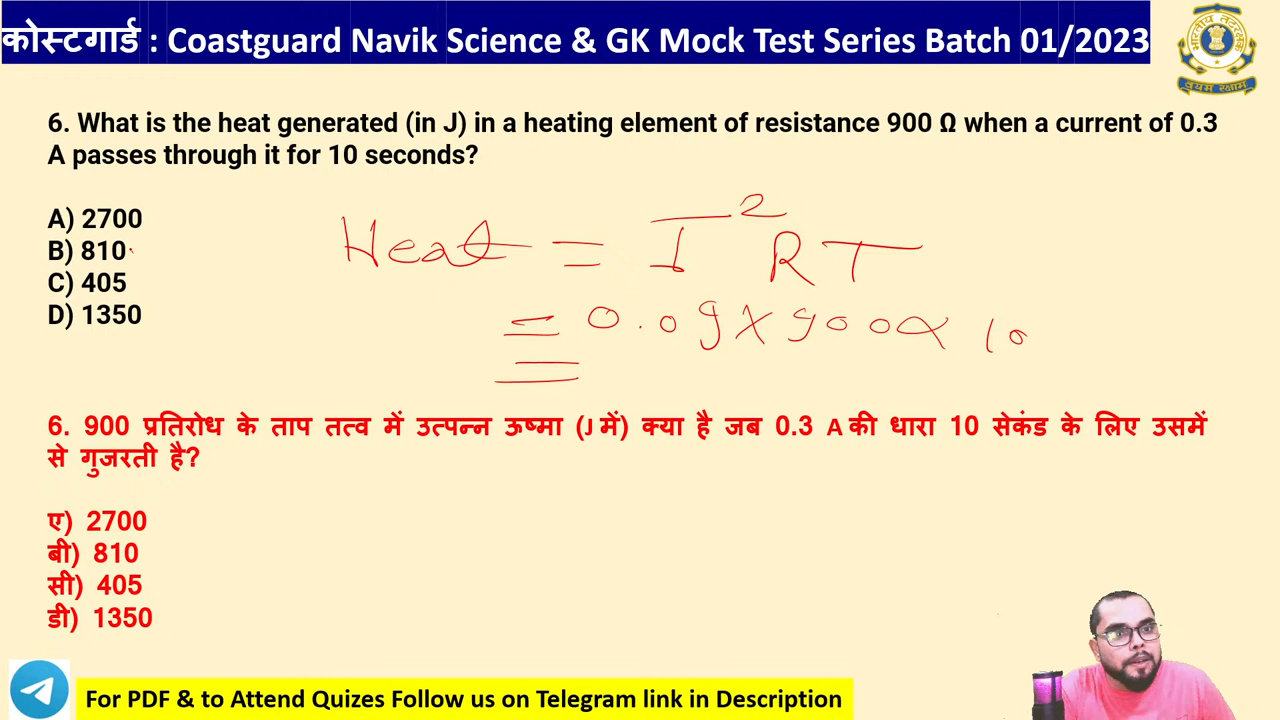 कोस्टगार्ड : Coastguard Navik Science & GK Mock Test Series Batch 01/2023
6. What is the heat generated (in J) in a heating element of resistance 900 Ω when a current of 0.3
A passes through it for 10 seconds?
A) 2700
B) 810
C) 405
D) 1350
Heat = I² R T
= 0.09 x 900 x 10
=
6. 900 प्रतिरोध के ताप तत्व में उत्पन्न ऊष्मा (J में) क्या है जब 0.3 A की धारा 10 सेकंड के लिए उसमें
से गुजरती है?
ए) 2700
बी) 810
सी) 405
डी) 1350
For PDF & to Attend Quizes Follow us on Telegram link in Description